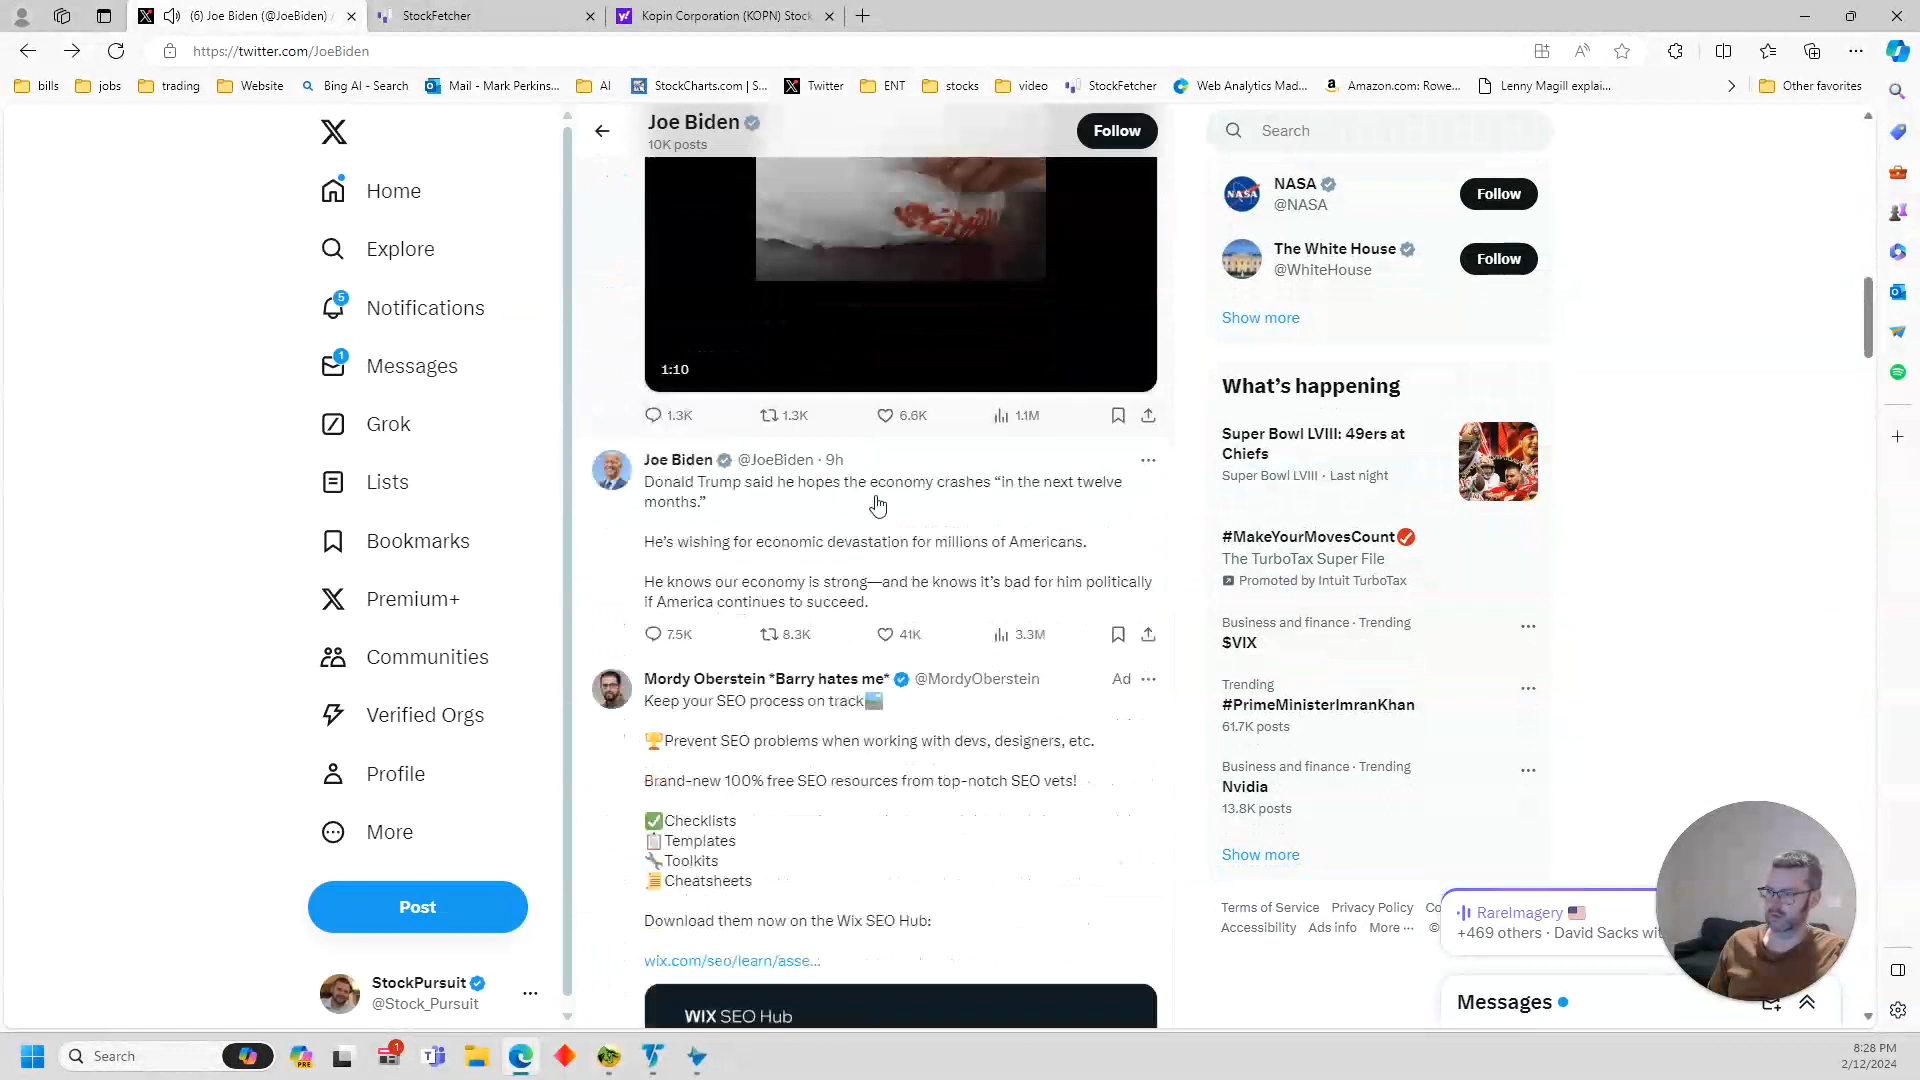 (6) Joe Biden (@JoeBiden) /
StockFetcher
Kopin Corporation (KOPN) Stock
https://twitter.com/JoeBiden
bills
jobs
trading
Website
Bing AI - Search
Mail - Mark Perkins...
AI
StockCharts.com | S...
Twitter
ENT
stocks
video
StockFetcher
Web Analytics Mad...
Amazon.com: Rowe...
Lenny Magill explai...
Other favorites
Home
Explore
5
Notifications
1
Messages
Grok
Lists
Bookmarks
Premium+
Communities
Verified Orgs
Profile
More
Post
StockPursuit
@Stock_Pursuit
Joe Biden
10K posts
Follow
1:10
1.3K
1.3K
6.6K
1.1M
Joe Biden @JoeBiden · 9h
Donald Trump said he hopes the economy crashes “in the next twelve
months.”
He’s wishing for economic devastation for millions of Americans.
He knows our economy is strong—and he knows it’s bad for him politically
if America continues to succeed.
7.5K
8.3K
41K
3.3M
Mordy Oberstein *Barry hates me* @MordyOberstein
Ad
Keep your SEO process on track
🏆Prevent SEO problems when working with devs, designers, etc.
Brand-new 100% free SEO resources from top-notch SEO vets!
✅Checklists
📋Templates
🔧Toolkits
📜Cheatsheets
Download them now on the Wix SEO Hub:
wix.com/seo/learn/asse...
WIX SEO Hub
Search
NASA
NASA
@NASA
Follow
The White House
@WhiteHouse
Follow
Show more
What’s happening
Super Bowl LVIII: 49ers at
Chiefs
Super Bowl LVIII · Last night
#MakeYourMovesCount
The TurboTax Super File
Promoted by Intuit TurboTax
Business and finance · Trending
$VIX
Trending
#PrimeMinisterImranKhan
61.7K posts
Business and finance · Trending
Nvidia
13.8K posts
Show more
Terms of Service Privacy Policy Co
Accessibility Ads info More ··· ©
RareImagery 🇺🇸
+469 others · David Sacks wit
Messages
Search
PRE
1
8:28 PM
2/12/2024